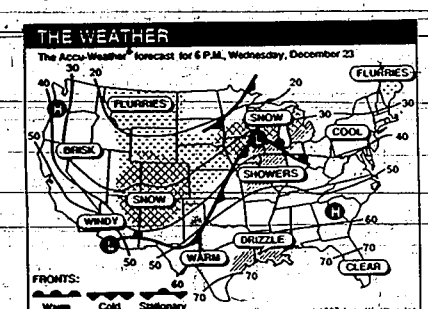 THE WEATHER
The Accu-Weather® forecast for 6 P.M., Wednesday, December 23
30
40
20
20
FLURRIES
FLURRIES
30
SNOW
COOL
40
50
BRISK
50
SHOWERS
50
SNOW
H
H
L
H
WINDY
60
DRIZZLE
70
50
50
WARM
60
70
70
CLEAR
FRONTS:
Warm Cold Stationary